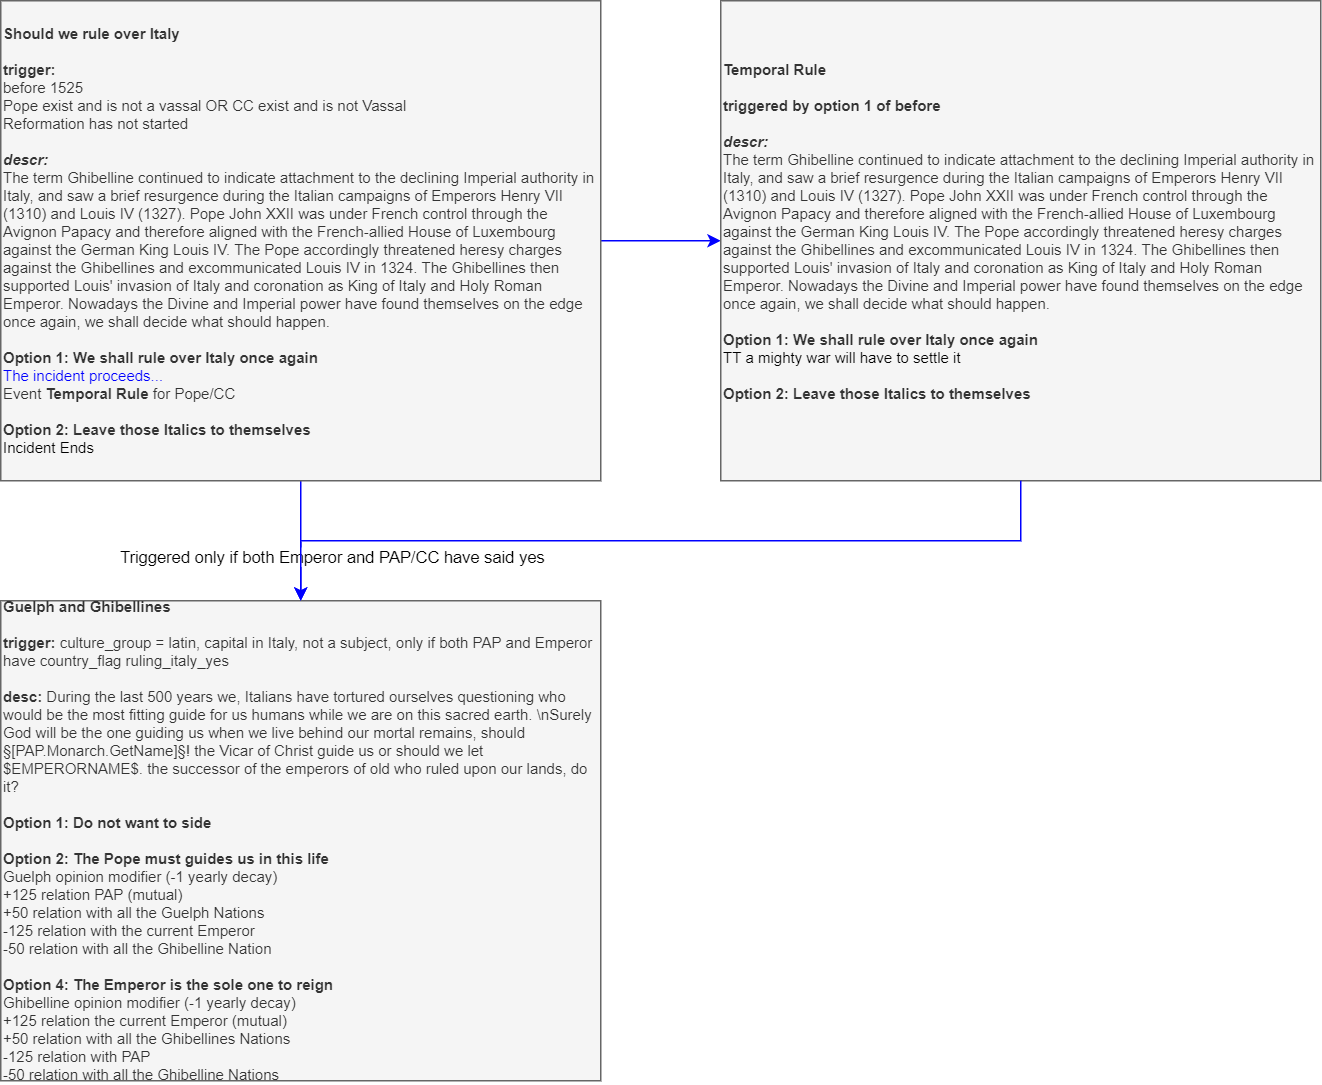 Should we rule over Italy
trigger:
before 1525
Pope exist and is not a vassal OR CC exist and is not Vassal
Reformation has not started
descr:
The term Ghibelline continued to indicate attachment to the declining Imperial authority in
Italy, and saw a brief resurgence during the Italian campaigns of Emperors Henry VII
(1310) and Louis IV (1327). Pope John XXII was under French control through the
Avignon Papacy and therefore aligned with the French-allied House of Luxembourg
against the German King Louis IV. The Pope accordingly threatened heresy charges
against the Ghibellines and excommunicated Louis IV in 1324. The Ghibellines then
supported Louis' invasion of Italy and coronation as King of Italy and Holy Roman
Emperor. Nowadays the Divine and Imperial power have found themselves on the edge
once again, we shall decide what should happen.
Option 1: We shall rule over Italy once again
The incident proceeds...
Event Temporal Rule for Pope/CC
Option 2: Leave those Italics to themselves
Incident Ends
Temporal Rule
triggered by option 1 of before
descr:
The term Ghibelline continued to indicate attachment to the declining Imperial authority in
Italy, and saw a brief resurgence during the Italian campaigns of Emperors Henry VII
(1310) and Louis IV (1327). Pope John XXII was under French control through the
Avignon Papacy and therefore aligned with the French-allied House of Luxembourg
against the German King Louis IV. The Pope accordingly threatened heresy charges
against the Ghibellines and excommunicated Louis IV in 1324. The Ghibellines then
supported Louis' invasion of Italy and coronation as King of Italy and Holy Roman
Emperor. Nowadays the Divine and Imperial power have found themselves on the edge
once again, we shall decide what should happen.
Option 1: We shall rule over Italy once again
TT a mighty war will have to settle it
Option 2: Leave those Italics to themselves
Triggered only if both Emperor and PAP/CC have said yes
Guelph and Ghibellines
trigger: culture_group = latin, capital in Italy, not a subject, only if both PAP and Emperor
have country_flag ruling_italy_yes
desc: During the last 500 years we, Italians have tortured ourselves questioning who
would be the most fitting guide for us humans while we are on this sacred earth. \nSurely
God will be the one guiding us when we live behind our mortal remains, should
§[PAP.Monarch.GetName]§! the Vicar of Christ guide us or should we let
$EMPERORNAME$. the successor of the emperors of old who ruled upon our lands, do
it?
Option 1: Do not want to side
Option 2: The Pope must guides us in this life
Guelph opinion modifier (-1 yearly decay)
+125 relation PAP (mutual)
+50 relation with all the Guelph Nations
-125 relation with the current Emperor
-50 relation with all the Ghibelline Nation
Option 4: The Emperor is the sole one to reign
Ghibelline opinion modifier (-1 yearly decay)
+125 relation the current Emperor (mutual)
+50 relation with all the Ghibellines Nations
-125 relation with PAP
-50 relation with all the Ghibelline Nations